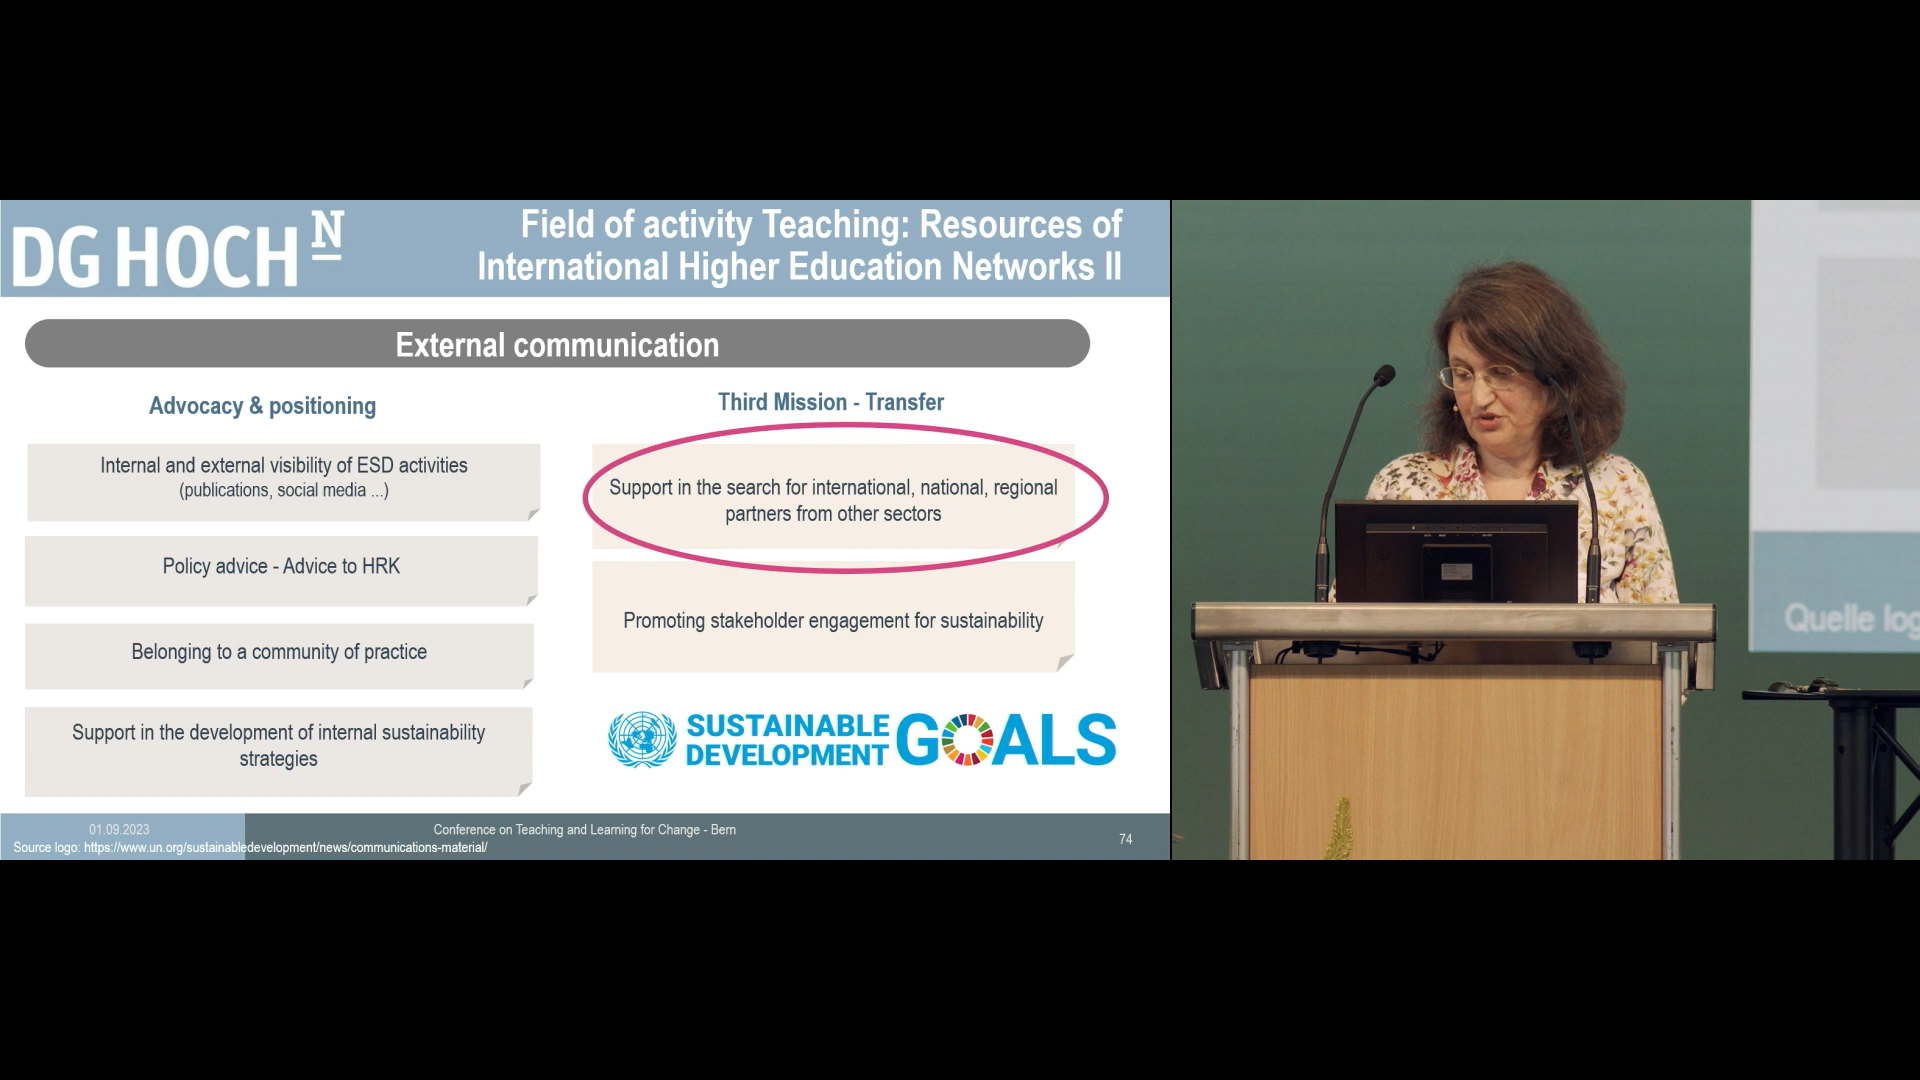 DG HOCH N
Field of activity Teaching: Resources of
International Higher Education Networks II
External communication
Advocacy & positioning
Internal and external visibility of ESD activities
(publications, social media ...)
Policy advice - Advice to HRK
Belonging to a community of practice
Support in the development of internal sustainability
strategies
Third Mission - Transfer
Support in the search for international, national, regional
partners from other sectors
Promoting stakeholder engagement for sustainability
SUSTAINABLE
DEVELOPMENT
GOALS
01.09.2023
Conference on Teaching and Learning for Change - Bern
74
Source logo: https://www.un.org/sustainabledevelopment/news/communications-material/
Quelle log